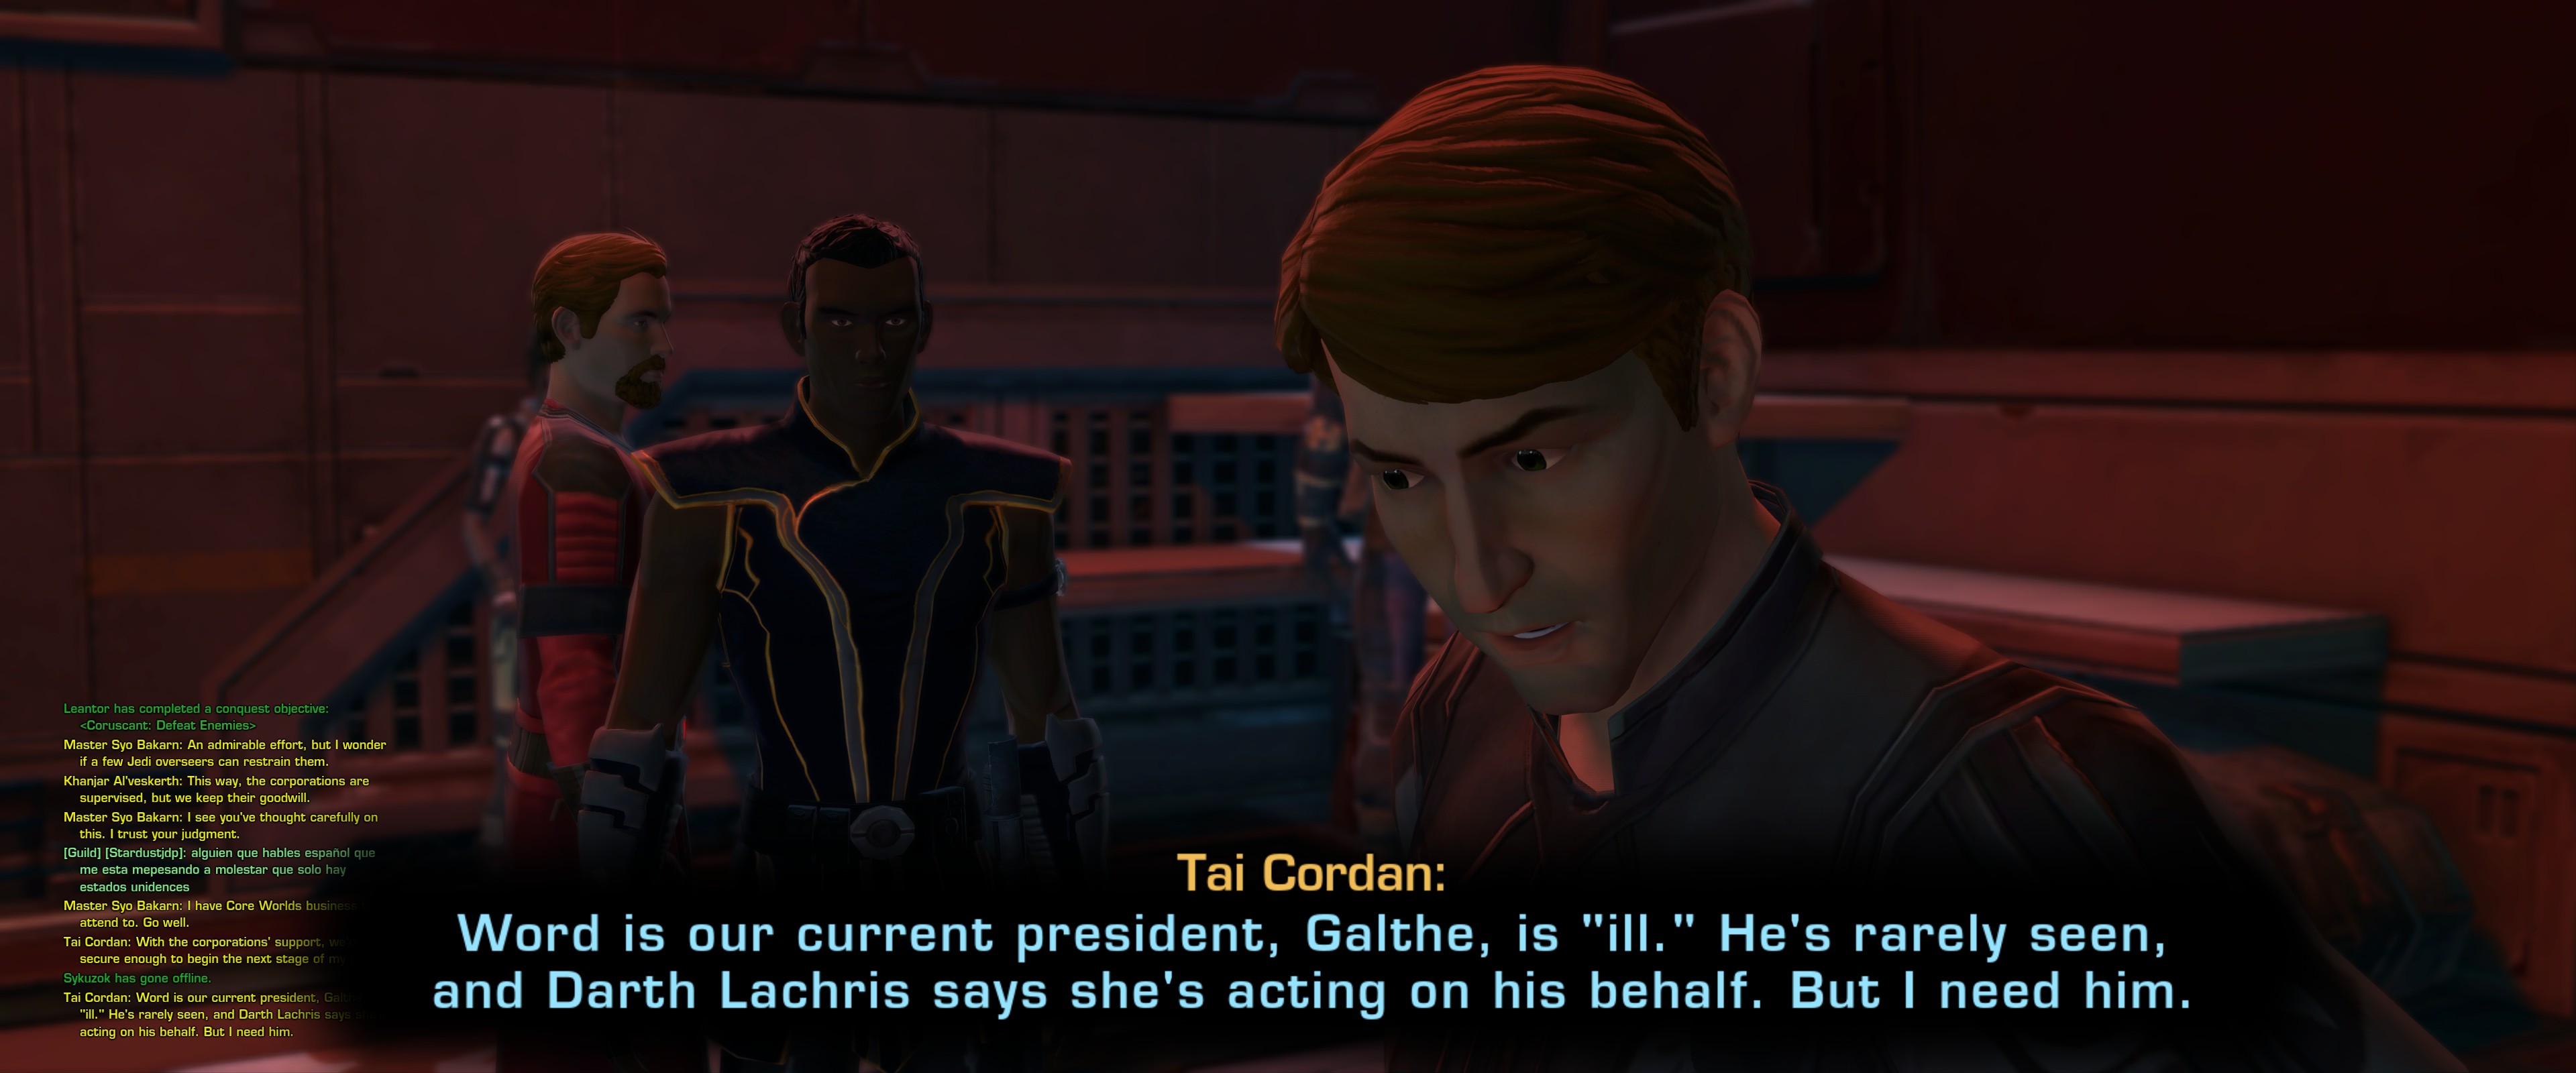 Leantor has completed a conquest objective:
<Coruscant: Defeat Enemies>
Master Syo Bakarn: An admirable effort, but I wonder
if a few Jedi overseers can restrain them.
Khanjar Al'veskerth: This way, the corporations are
supervised, but we keep their goodwill.
Master Syo Bakarn: I see you've thought carefully on
this. I trust your judgment.
[Guild] [Stardustjdp]: alguien que hables español que
me esta mepesando a molestar que solo hay
estados unidences
Master Syo Bakarn: I have Core Worlds business
attend to. Go well.
Tai Cordan: With the corporations' support, we
secure enough to begin the next stage of my
Sykuzok has gone offline.
Tai Cordan: Word is our current president,
"ill." He's rarely seen, and Darth Lachris says
acting on his behalf. But I need him.
Tai Cordan:
Word is our current president, Galthe, is "ill." He's rarely seen,
and Darth Lachris says she's acting on his behalf. But I need him.